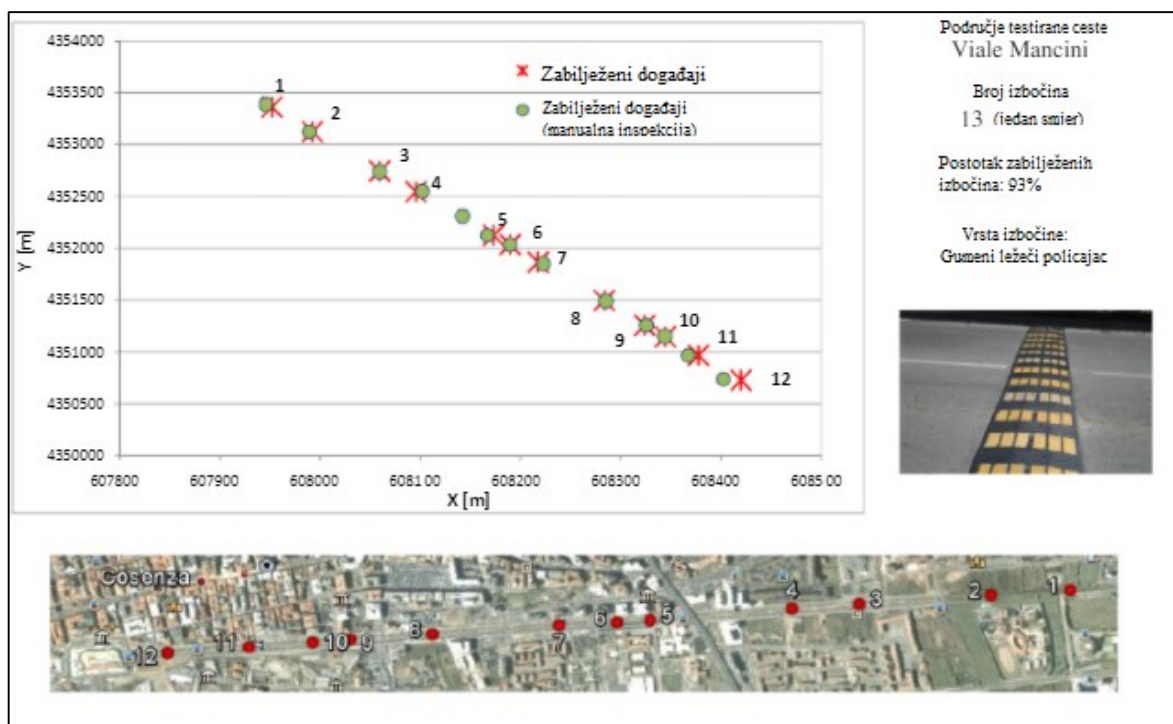 4354000
4353500
4353000
4352500
4352000
4351500
4351000
4350500
4350000
Y [m]
607800 607900 608000 608100 608200 608300 608400 608500
X [m]
Zabilježeni događaji
Zabilježeni događaji
(manualna inspekcija)
1
2
3
4
5
6
7
8
9
10
11
12
Područje testirane ceste
Viale Mancini
Broj izbočina
13 (jedan smjer)
Postotak zabilježenih
izbočina: 93%
Vrsta izbočine:
Gumeni ležeći policajac
Cosenza
12 11 10 9 8 7 6 5 4 3 2 1